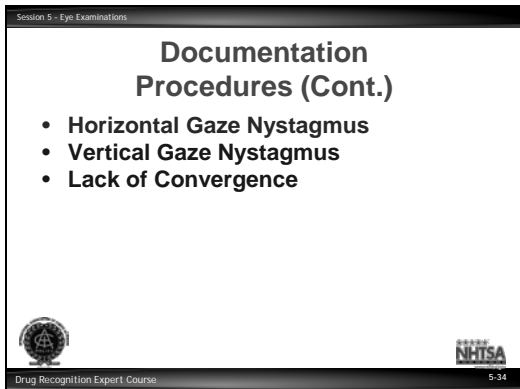 Session 5 - Eye Examinations
Documentation
Procedures (Cont.)
• Horizontal Gaze Nystagmus
• Vertical Gaze Nystagmus
• Lack of Convergence
NHTSA
Drug Recognition Expert Course
5-34